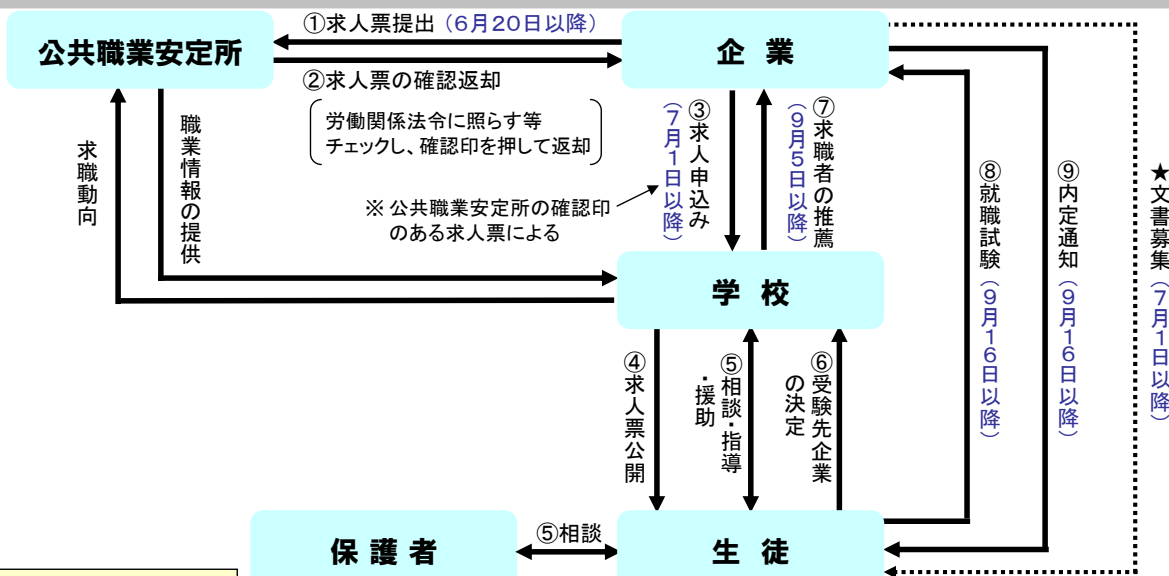 ①求人票提出（6月20日以降）
公共職業安定所
企 業
②求人票の確認返却
労働関係法令に照らす等
チェックし、確認印を押して返却
※ 公共職業安定所の確認印
のある求人票による
求職動向
職業情報の提供
③求人申込み
（7月1日以降）
⑦求職者の推薦
（9月5日以降）
⑧就職試験（9月16日以降）
⑨内定通知（9月16日以降）
★文書募集（7月1日以降）
学 校
④求人票公開
⑤相談・指導
・援助
⑥受験先企業
の決定
保 護 者
⑤相談
生 徒